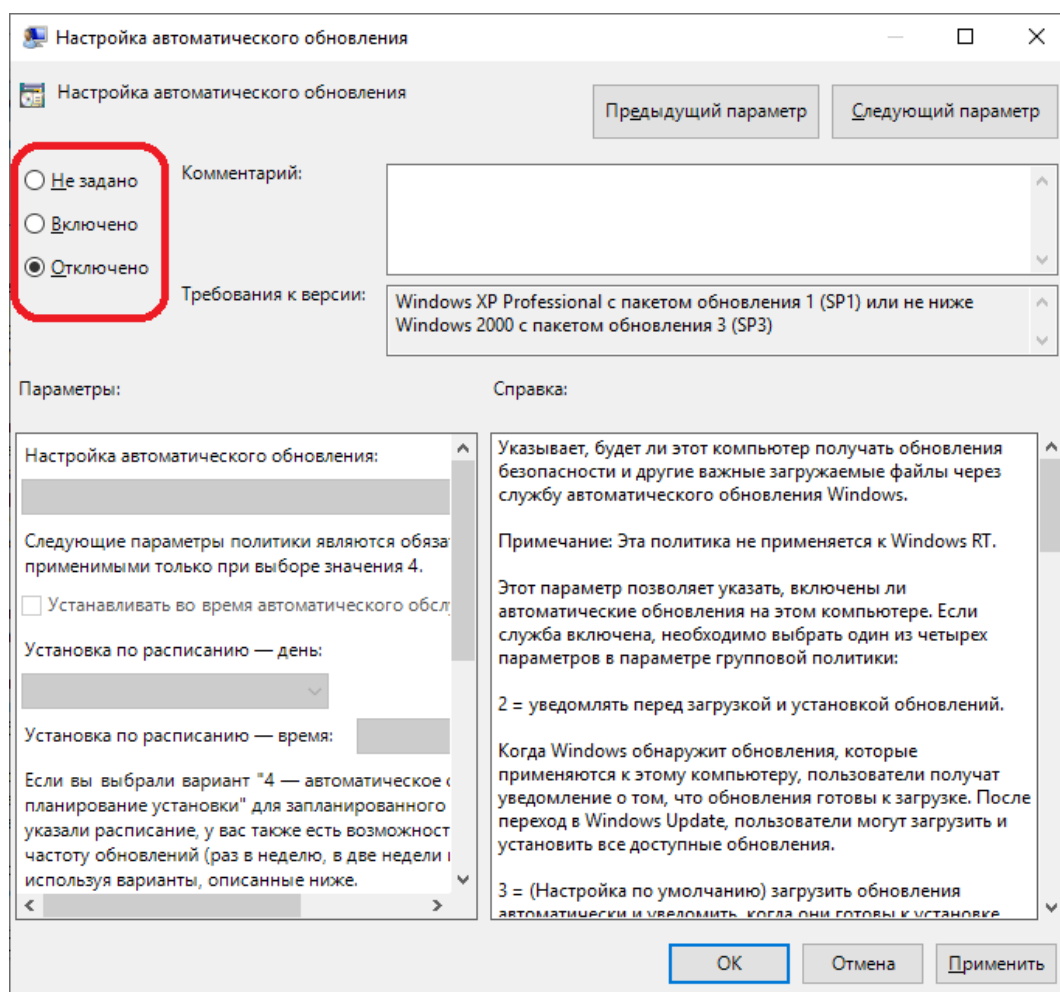 Настройка автоматического обновления
Настройка автоматического обновления
Предыдущий параметр
Следующий параметр
Не задано
Включено
Отключено
Комментарий:
Требования к версии:
Windows XP Professional с пакетом обновления 1 (SP1) или не ниже
Windows 2000 с пакетом обновления 3 (SP3)
Параметры:
Справка:
Настройка автоматического обновления:
Следующие параметры политики являются обяза
применимыми только при выборе значения 4.
Устанавливать во время автоматического обслу
Установка по расписанию — день:
Установка по расписанию — время:
Если вы выбрали вариант "4 — автоматическое
планирование установки" для запланированного
указали расписание, у вас также есть возможност
частоту обновлений (раз в неделю, в две недели
используя варианты, описанные ниже.
Указывает, будет ли этот компьютер получать обновления
безопасности и другие важные загружаемые файлы через
службу автоматического обновления Windows.
Примечание: Эта политика не применяется к Windows RT.
Этот параметр позволяет указать, включены ли
автоматические обновления на этом компьютере. Если
служба включена, необходимо выбрать один из четырех
параметров в параметре групповой политики:
2 = уведомлять перед загрузкой и установкой обновлений.
Когда Windows обнаружит обновления, которые
применяются к этому компьютеру, пользователи получат
уведомление о том, что обновления готовы к загрузке. После
переход в Windows Update, пользователи могут загрузить и
установить все доступные обновления.
3 = (Настройка по умолчанию) загрузить обновления
автоматически и уведомить, когда они готовы к установке
ОК
Отмена
Применить